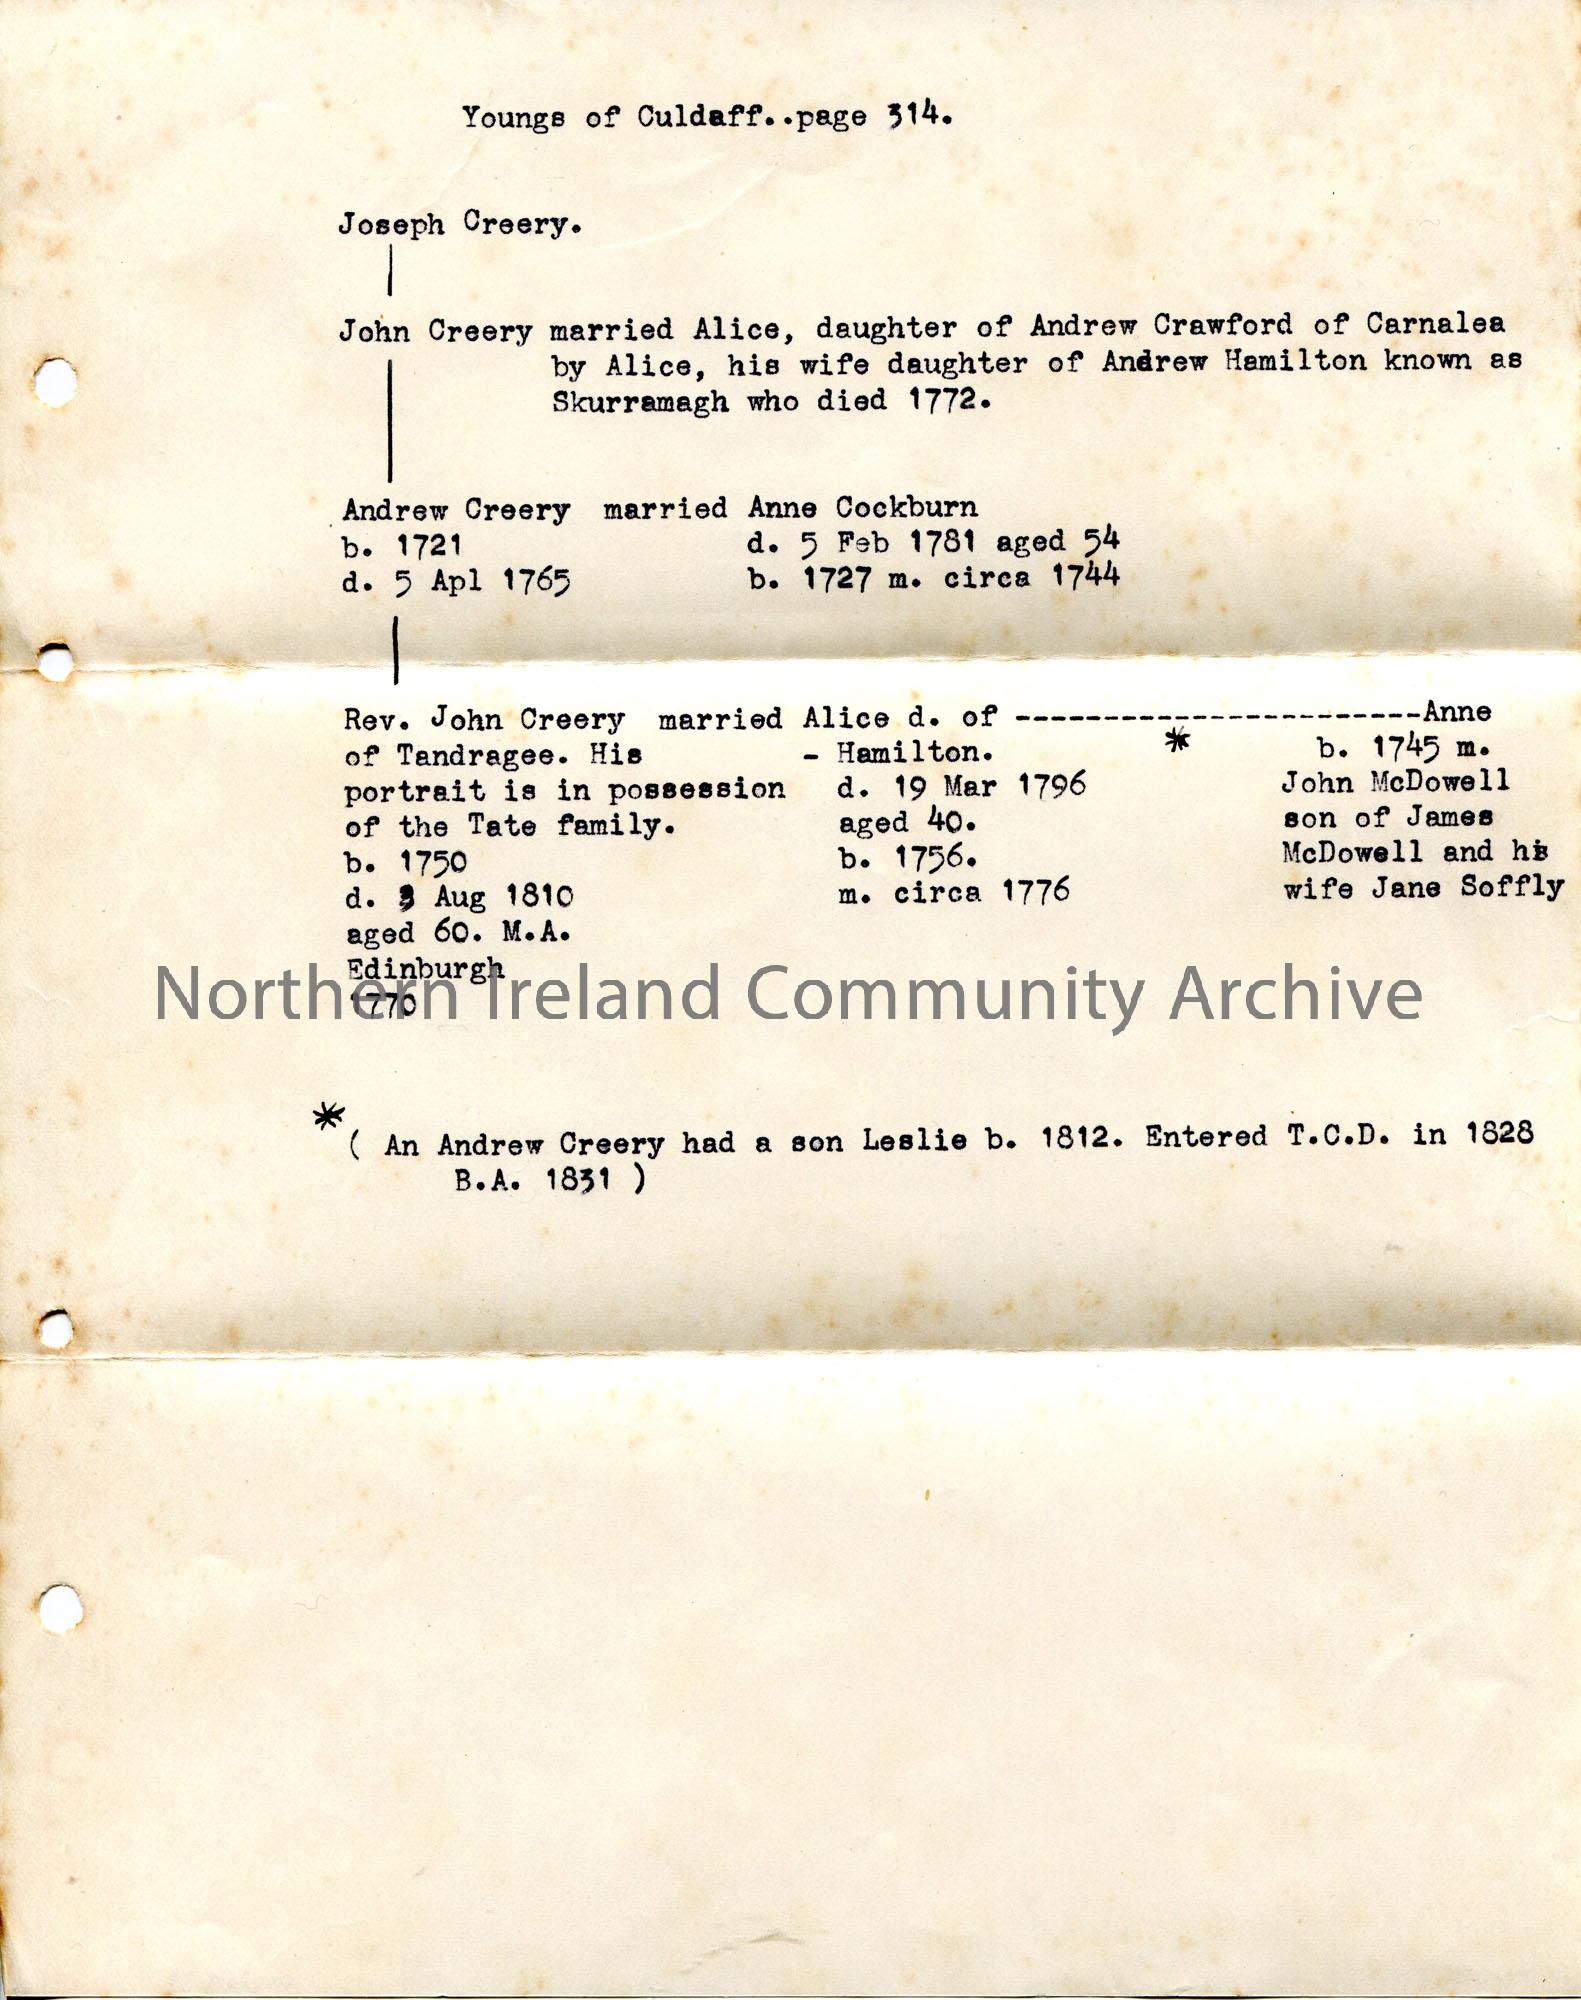 Youngs of Culdaff..page 314.
Joseph Creery.
John Creery married Alice, daughter of Andrew Crawford of Carnalea
by Alice, his wife daughter of Andrew Hamilton known as
Skurramagh who died 1772.
Andrew Creery married Anne Cockburn
b. 1721 d. 5 Feb 1781 aged 54
d. 5 Apl 1765 b. 1727 m. circa 1744
Rev. John Creery married Alice d. of -----------------------Anne
of Tandragee. His - Hamilton. * b. 1745 m.
portrait is in possession d. 19 Mar 1796 John McDowell
of the Tate family. aged 40. son of James
b. 1750 b. 1756. McDowell and his
d. 3 Aug 1810 m. circa 1776 wife Jane Soffly
aged 60. M.A.
Edinburgh
1770
Northern Ireland Community Archive
*
( An Andrew Creery had a son Leslie b. 1812. Entered T.C.D. in 1828
B.A. 1831 )